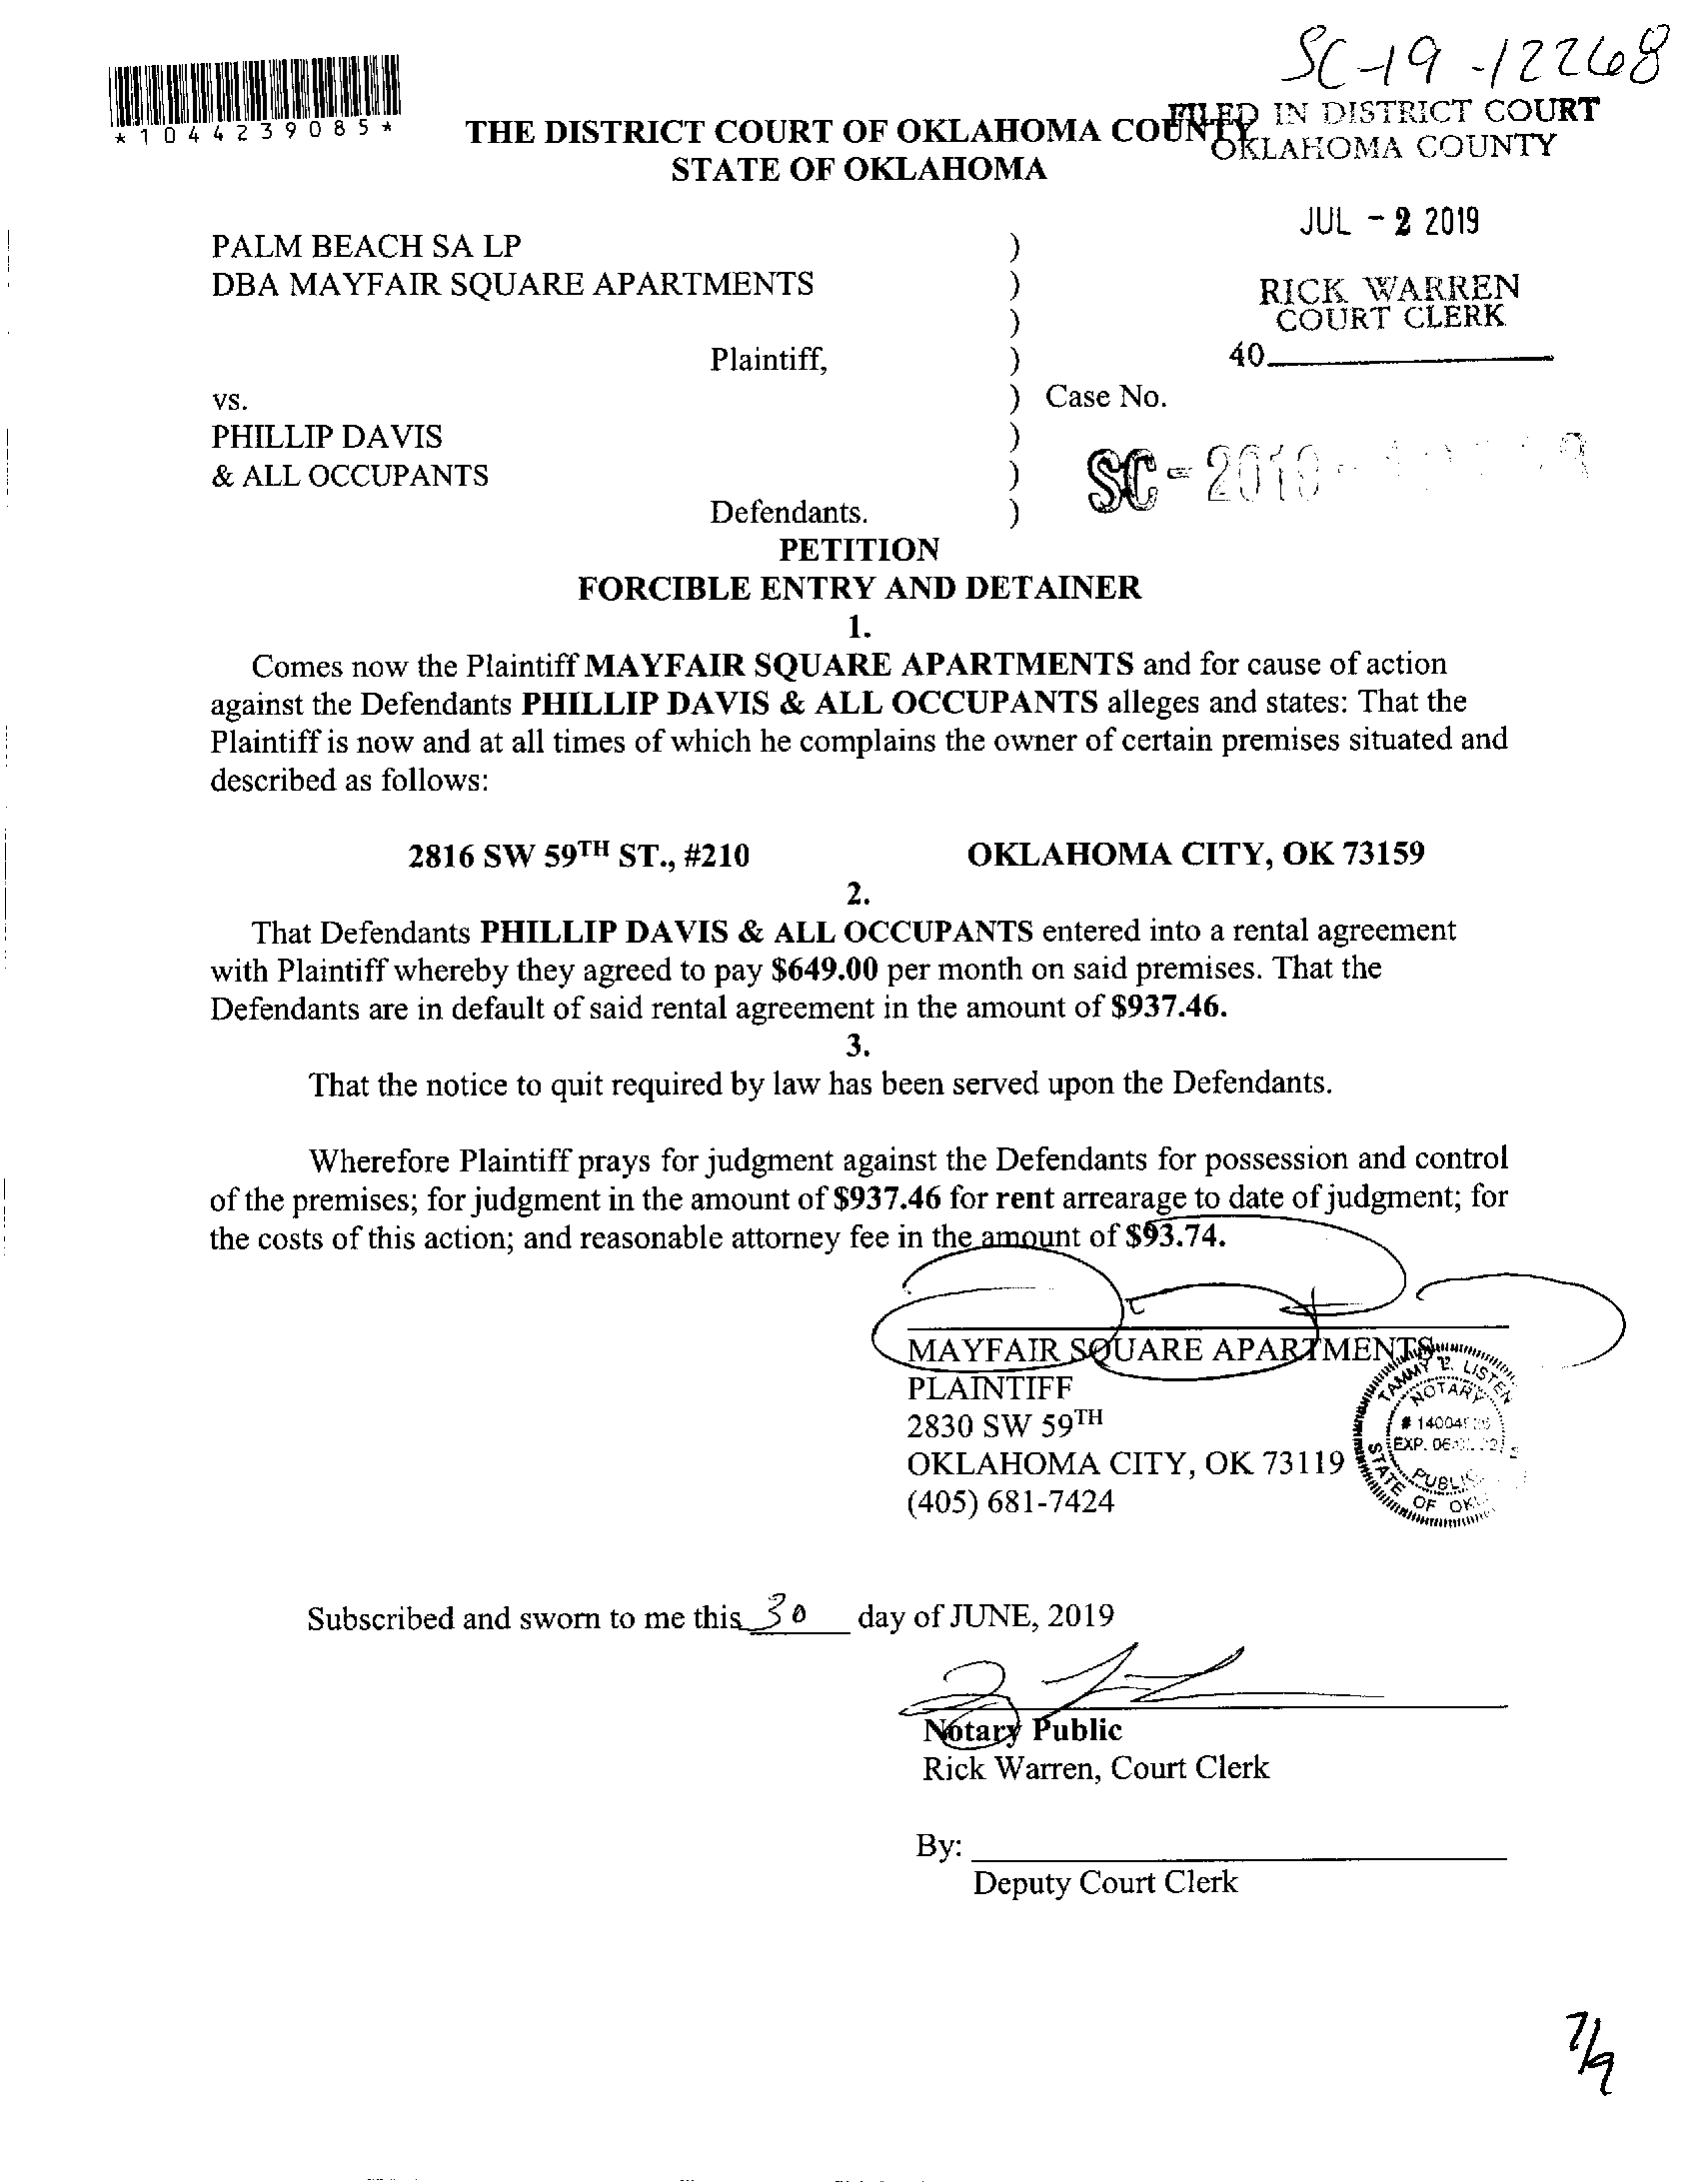 SC-19-12268
*1044239085*
THE DISTRICT COURT OF OKLAHOMA COUNTY
STATE OF OKLAHOMA
FILED IN DISTRICT COURT
OKLAHOMA COUNTY
JUL - 2 2019
RICK WARREN
COURT CLERK
40
PALM BEACH SA LP )
DBA MAYFAIR SQUARE APARTMENTS )
)
Plaintiff, )
vs. ) Case No.
PHILLIP DAVIS )
& ALL OCCUPANTS )
SC-2019-
Defendants. )
PETITION
FORCIBLE ENTRY AND DETAINER
1.
Comes now the Plaintiff MAYFAIR SQUARE APARTMENTS and for cause of action
against the Defendants PHILLIP DAVIS & ALL OCCUPANTS alleges and states: That the
Plaintiff is now and at all times of which he complains the owner of certain premises situated and
described as follows:
2816 SW 59TH ST., #210 OKLAHOMA CITY, OK 73159
2.
That Defendants PHILLIP DAVIS & ALL OCCUPANTS entered into a rental agreement
with Plaintiff whereby they agreed to pay $649.00 per month on said premises. That the
Defendants are in default of said rental agreement in the amount of $937.46.
3.
That the notice to quit required by law has been served upon the Defendants.
Wherefore Plaintiff prays for judgment against the Defendants for possession and control
of the premises; for judgment in the amount of $937.46 for rent arrearage to date of judgment; for
the costs of this action; and reasonable attorney fee in the amount of $93.74.
MAYFAIR SQUARE APARTMENTS
PLAINTIFF
2830 SW 59TH
OKLAHOMA CITY, OK 73119
(405) 681-7424
TAMMY E. LISTEN
NOTARY
EXP.
PUBLIC
STATE OF
Subscribed and sworn to me this 30 day of JUNE, 2019
Notary Public
Rick Warren, Court Clerk
By:
Deputy Court Clerk
7/9